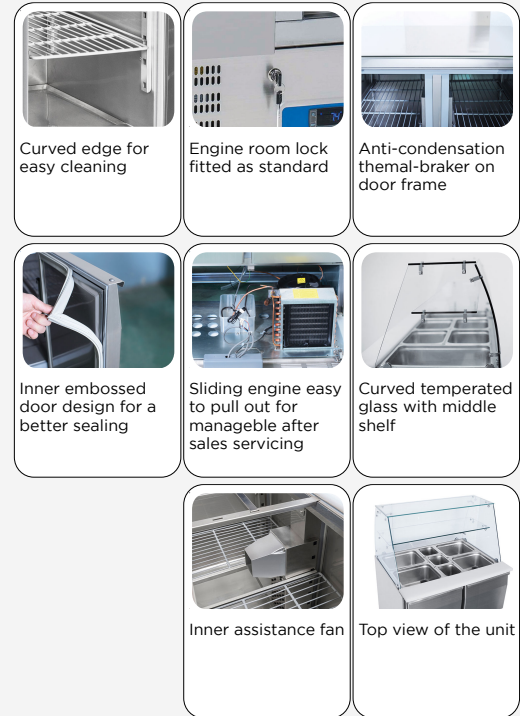 Curved edge for
easy cleaning
Engine room lock
fitted as standard
Anti-condensation
themal-braker on
door frame
Inner embossed
door design for a
better sealing
Sliding engine easy
to pull out for
manageble after
sales servicing
Curved temperated
glass with middle
shelf
Inner assistance fan
Top view of the unit